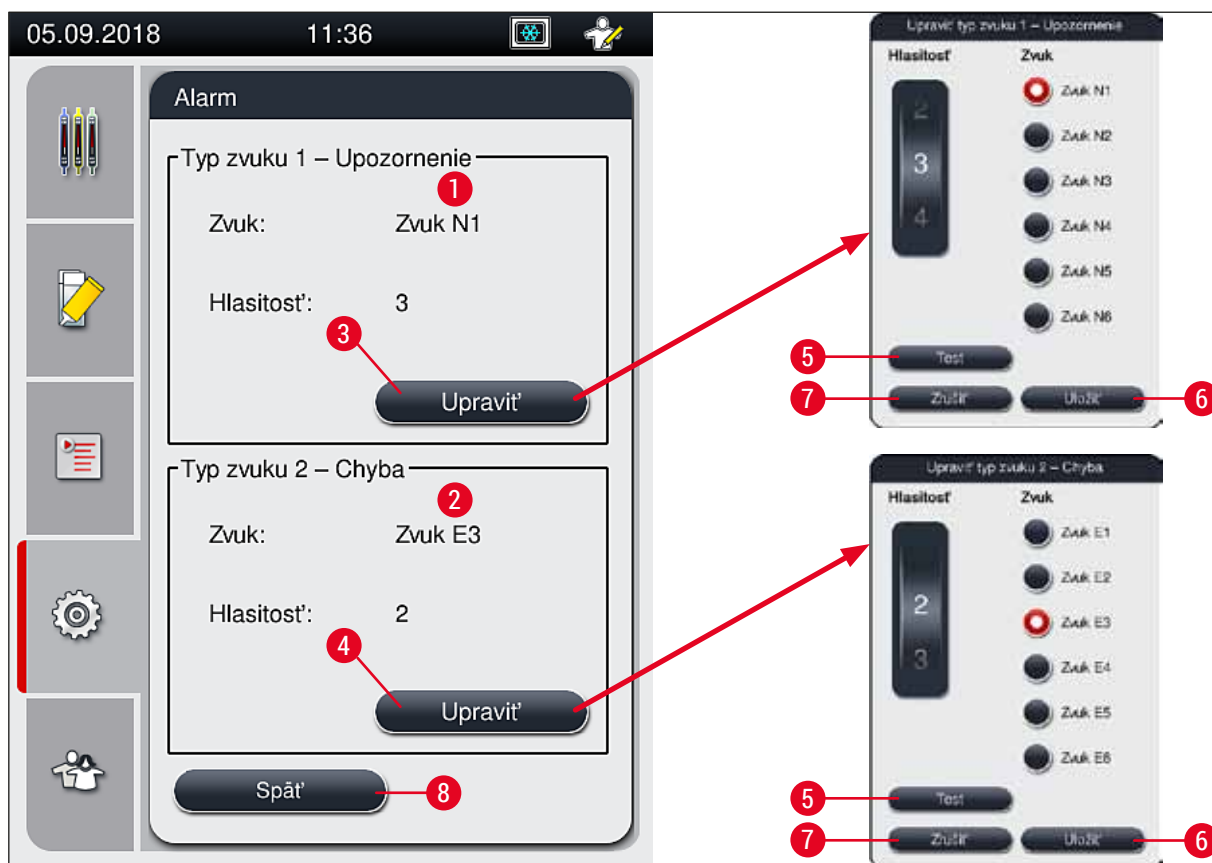 05.09.2018 11:36
Alarm
Typ zvuku 1 – Upozornenie
1
Zvuk: Zvuk N1
Hlasitosť: 3
3
Upraviť
Typ zvuku 2 – Chyba
2
Zvuk: Zvuk E3
Hlasitosť: 2
4
Upraviť
Späť
8
Upraviť typ zvuku 1 – Upozornenie
Hlasitosť Zvuk
2
3
4
Zvuk N1
Zvuk N2
Zvuk N3
Zvuk N4
Zvuk N5
Zvuk N6
5 Test
7 Zrušiť Uložiť 6
Upraviť typ zvuku 2 – Chyba
Hlasitosť Zvuk
2
3
Zvuk E1
Zvuk E2
Zvuk E3
Zvuk E4
Zvuk E5
Zvuk E6
5 Test
7 Zrušiť Uložiť 6